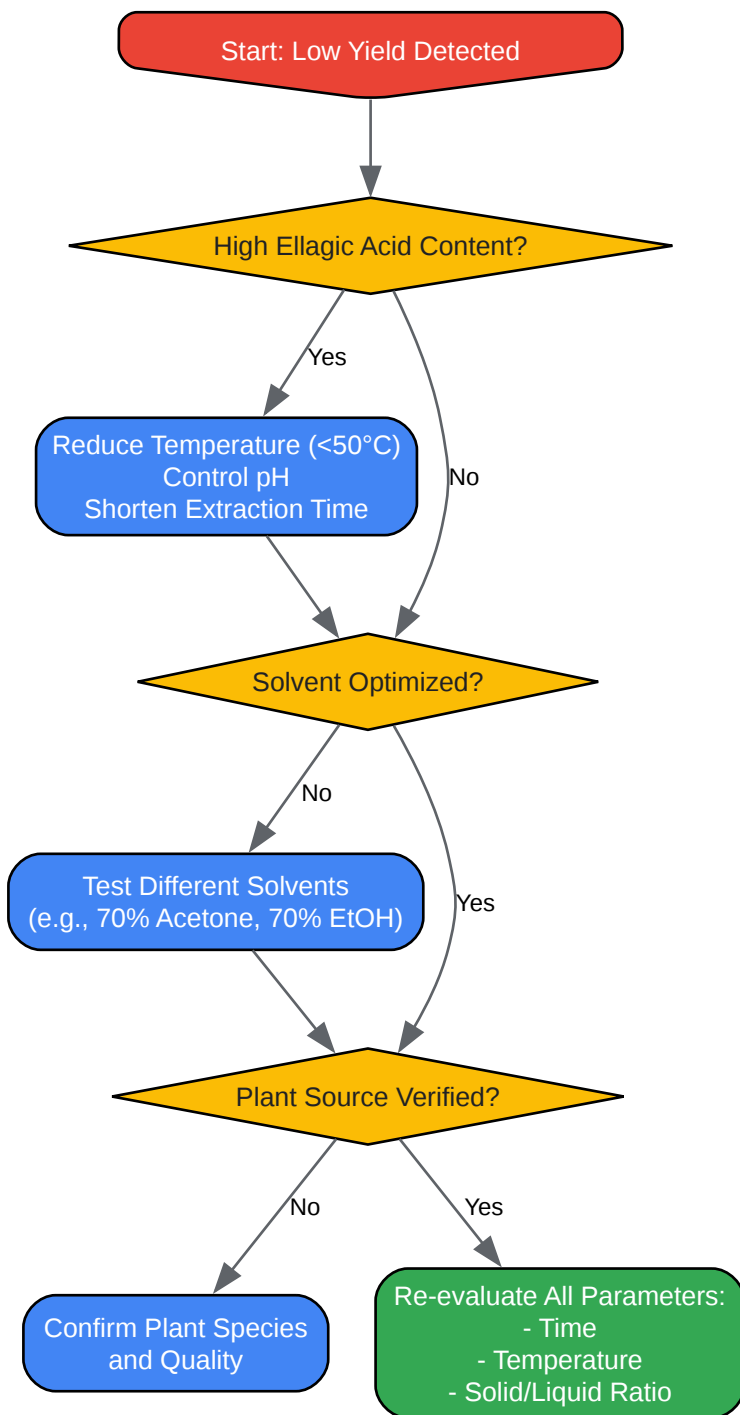 Start: Low Yield Detected
High Ellagic Acid Content?
Yes
Reduce Temperature (<50°C)
Control pH
Shorten Extraction Time
No
Solvent Optimized?
No
Test Different Solvents
(e.g., 70% Acetone, 70% EtOH)
Yes
Plant Source Verified?
No
Yes
Confirm Plant Species
and Quality
Re-evaluate All Parameters:
- Time
- Temperature
- Solid/Liquid Ratio